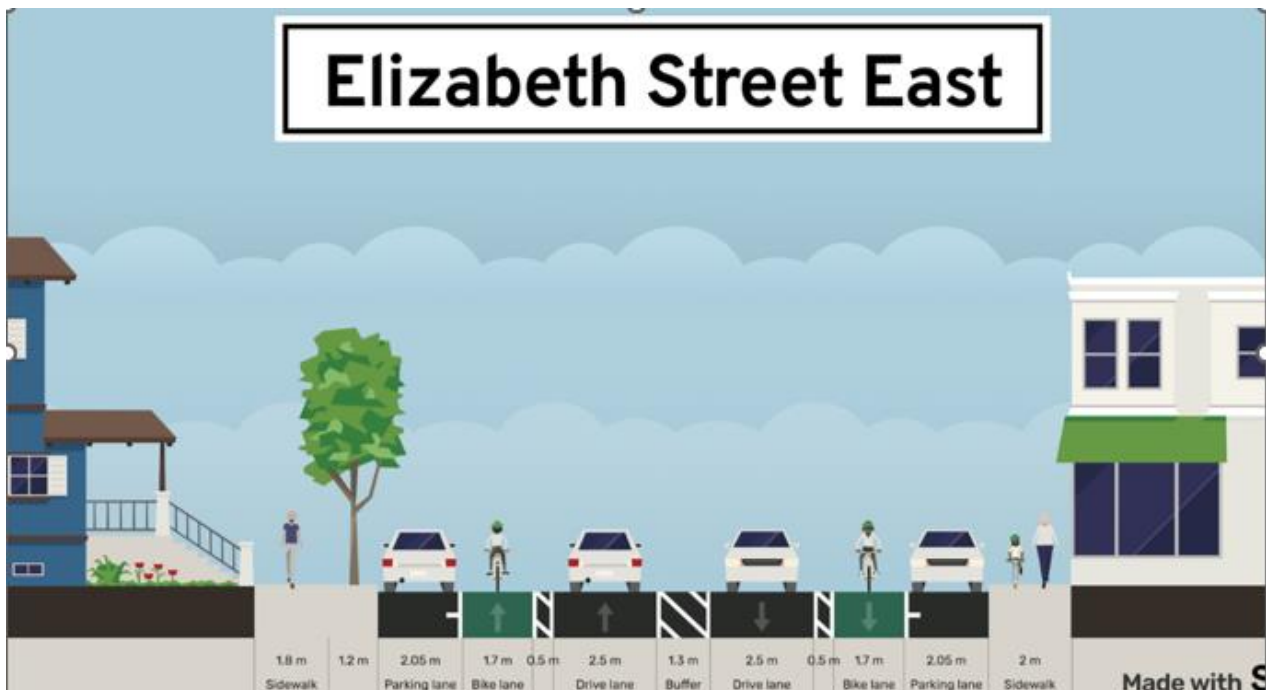 Elizabeth Street East
1.8 m 1.2 m 2.05 m 1.7 m 0.5 m 2.5 m 1.3 m 2.5 m 0.5 m 1.7 m 2.05 m 2 m
Sidewalk Parking lane Bike lane Drive lane Buffer Drive lane Bike lane Parking lane Sidewalk
Made with S